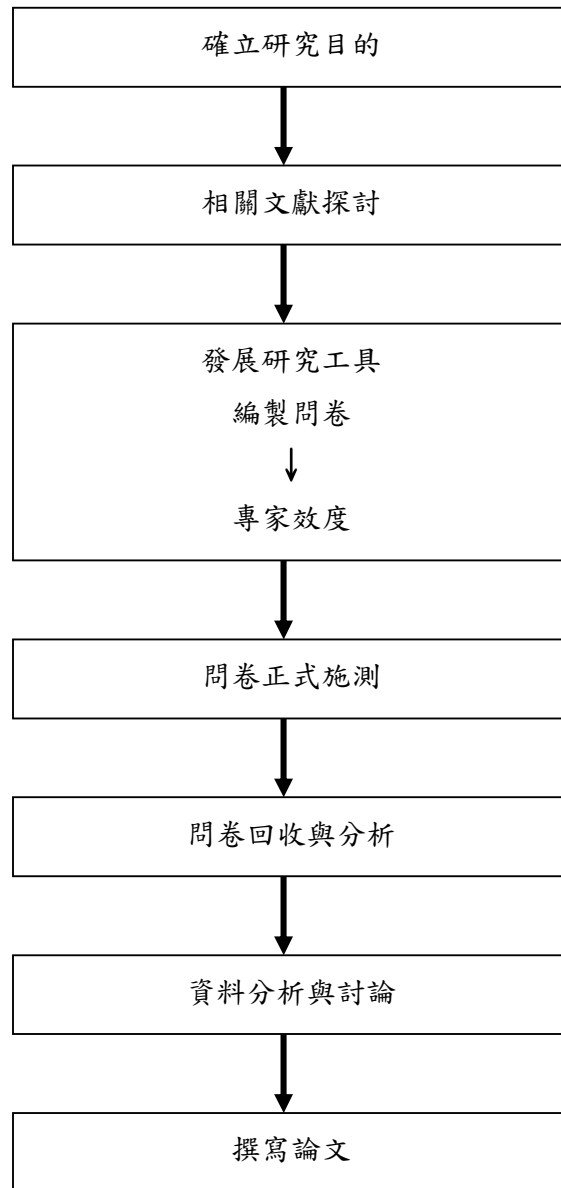 確立研究目的
相關文獻探討
發展研究工具
編製問卷
↓
專家效度
問卷正式施測
問卷回收與分析
資料分析與討論
撰寫論文